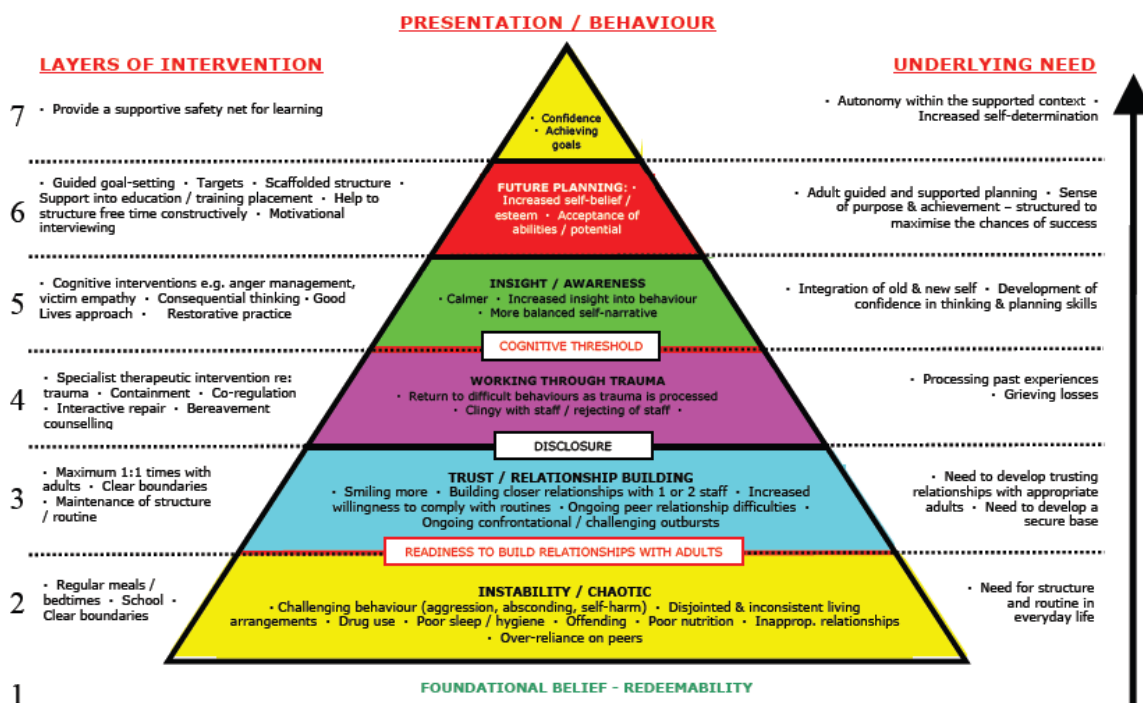 PRESENTATION / BEHAVIOUR
LAYERS OF INTERVENTION
UNDERLYING NEED
7
· Provide a supportive safety net for learning
· Confidence
· Achieving
goals
· Autonomy within the supported context ·
Increased self-determination
6
· Guided goal-setting · Targets · Scaffolded structure ·
Support into education / training placement · Help to
structure free time constructively · Motivational
interviewing
FUTURE PLANNING: ·
Increased self-belief /
esteem · Acceptance of
abilities / potential
· Adult guided and supported planning · Sense
of purpose & achievement – structured to
maximise the chances of success
5
· Cognitive interventions e.g. anger management,
victim empathy · Consequential thinking · Good
Lives approach · Restorative practice
INSIGHT / AWARENESS
· Calmer · Increased insight into behaviour
· More balanced self-narrative
· Integration of old & new self · Development of
confidence in thinking & planning skills
COGNITIVE THRESHOLD
4
· Specialist therapeutic intervention re:
trauma · Containment · Co-regulation
· Interactive repair · Bereavement
counselling
WORKING THROUGH TRAUMA
· Return to difficult behaviours as trauma is processed
· Clingy with staff / rejecting of staff ·
· Processing past experiences
· Grieving losses
DISCLOSURE
3
· Maximum 1:1 times with
adults · Clear boundaries
· Maintenance of structure
/ routine
TRUST / RELATIONSHIP BUILDING
· Smiling more · Building closer relationships with 1 or 2 staff · Increased
willingness to comply with routines · Ongoing peer relationship difficulties ·
Ongoing confrontational / challenging outbursts
· Need to develop trusting
relationships with appropriate
adults · Need to develop a
secure base
READINESS TO BUILD RELATIONSHIPS WITH ADULTS
2
· Regular meals /
bedtimes · School ·
Clear boundaries
INSTABILITY / CHAOTIC
· Challenging behaviour (aggression, absconding, self-harm) · Disjointed & inconsistent living
arrangements · Drug use · Poor sleep / hygiene · Offending · Poor nutrition · Inapprop. relationships
· Over-reliance on peers
· Need for structure
and routine in
everyday life
1
FOUNDATIONAL BELIEF - REDEEMABILITY